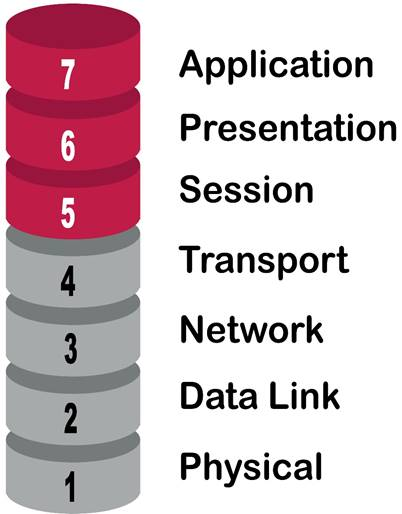 7 Application
6 Presentation
5 Session
4 Transport
3 Network
2 Data Link
1 Physical